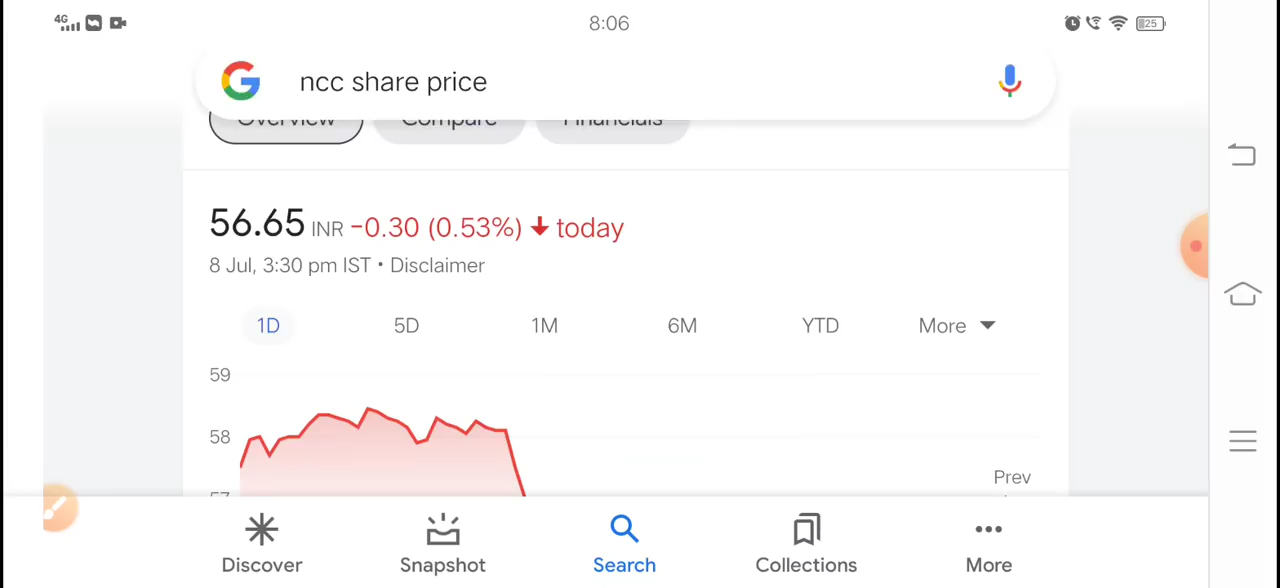 4G 8:06 25
ncc share price
Overview Compare Financials
56.65 INR −0.30 (0.53%) today
8 Jul, 3:30 pm IST • Disclaimer
1D 5D 1M 6M YTD More
59
58
Prev
57
Discover Snapshot Search Collections More